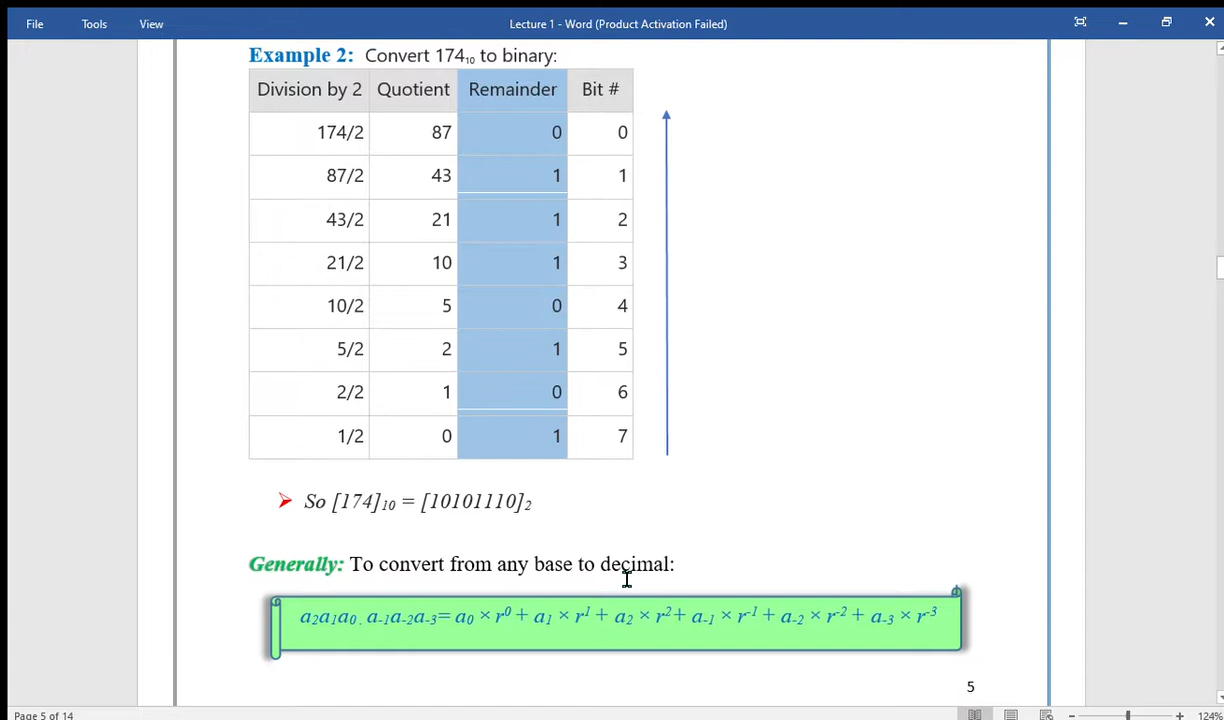 File Tools View Lecture 1 - Word (Product Activation Failed)
Example 2: Convert 174₁₀ to binary:
Division by 2 Quotient Remainder Bit #
174/2 87 0 0
87/2 43 1 1
43/2 21 1 2
21/2 10 1 3
10/2 5 0 4
5/2 2 1 5
2/2 1 0 6
1/2 0 1 7
So [174]₁₀ = [10101110]₂
Generally: To convert from any base to decimal:
a₂a₁a₀ . a₋₁a₋₂a₋₃= a₀ × r⁰ + a₁ × r¹ + a₂ × r²+ a₋₁ × r⁻¹ + a₋₂ × r⁻² + a₋₃ × r⁻³
5
Page 5 of 14 124%